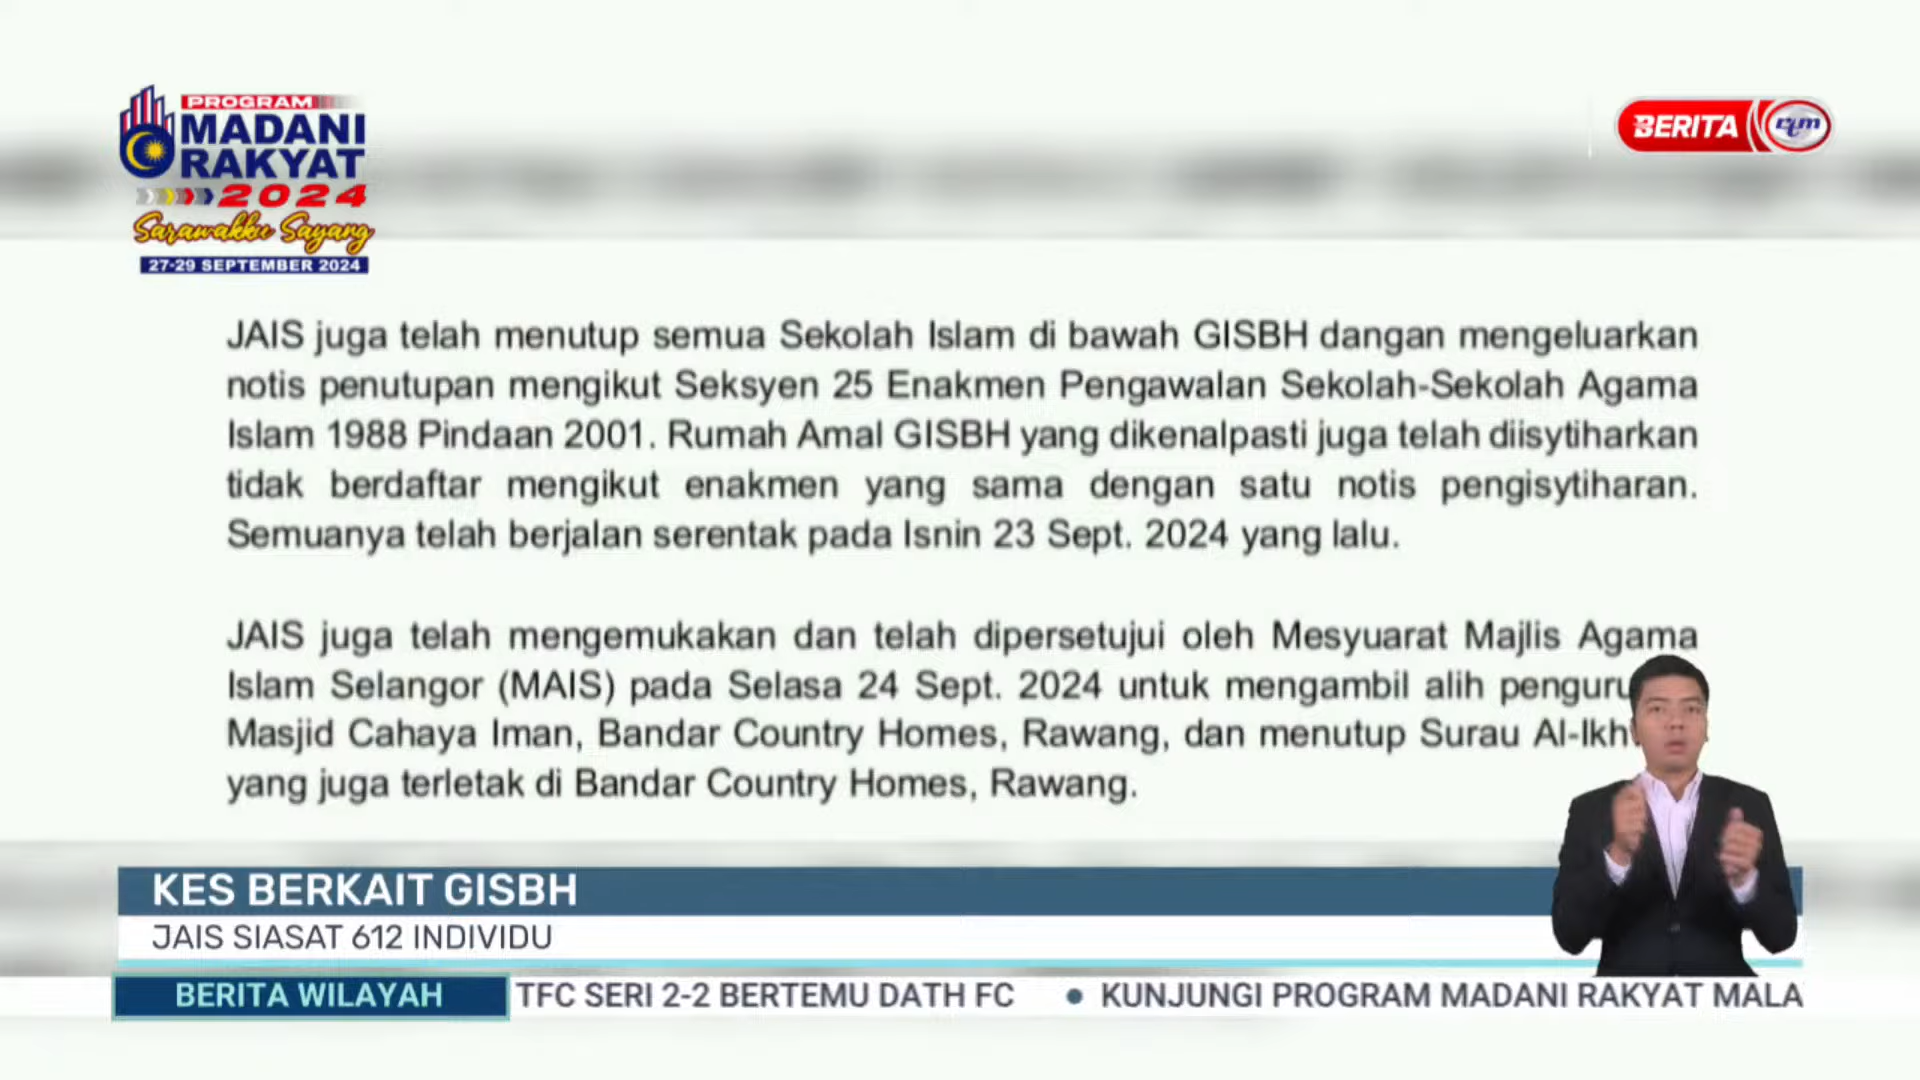 PROGRAM
MADANI
RAKYAT
2024
Sarawakku Sayang
27-29 SEPTEMBER 2024
BERITA rtm
JAIS juga telah menutup semua Sekolah Islam di bawah GISBH dangan mengeluarkan
notis penutupan mengikut Seksyen 25 Enakmen Pengawalan Sekolah-Sekolah Agama
Islam 1988 Pindaan 2001. Rumah Amal GISBH yang dikenalpasti juga telah diisytiharkan
tidak berdaftar mengikut enakmen yang sama dengan satu notis pengisytiharan.
Semuanya telah berjalan serentak pada Isnin 23 Sept. 2024 yang lalu.
JAIS juga telah mengemukakan dan telah dipersetujui oleh Mesyuarat Majlis Agama
Islam Selangor (MAIS) pada Selasa 24 Sept. 2024 untuk mengambil alih
Masjid Cahaya Iman, Bandar Country Homes, Rawang, dan menutup Surau
yang juga terletak di Bandar Country Homes, Rawang.
KES BERKAIT GISBH
JAIS SIASAT 612 INDIVIDU
BERITA WILAYAH TFC SERI 2-2 BERTEMU DATH FC • KUNJUNGI PROGRAM MADANI RAKYAT MALA